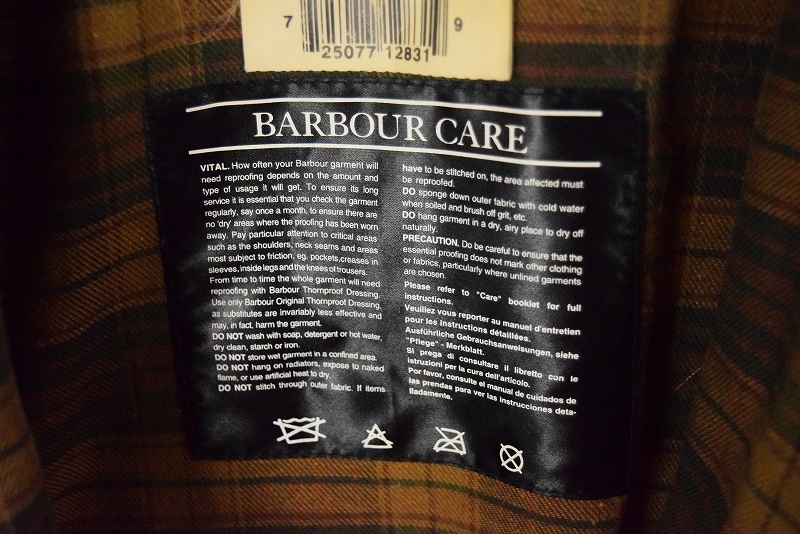 7 25077 12831 9
BARBOUR CARE
VITAL. How often your Barbour garment will
need reproofing depends on the amount and
type of usage it will get. To ensure its long
service it is essential that you check the garment
regularly, say once a month, to ensure there are
no 'dry' areas where the proofing has been worn
away. Pay particular attention to critical areas
such as the shoulders, neck seams and areas
most subject to friction, eg. pockets,creases in
sleeves, inside legs and the knees of trousers.
From time to time the whole garment will need
reproofing with Barbour Thornproof Dressing.
Use only Barbour Original Thornproof Dressing,
as substitutes are invariably less effective and
may, in fact, harm the garment.
DO NOT wash with soap, detergent or hot water,
dry clean, starch or iron.
DO NOT store wet garment in a confined area.
DO NOT hang on radiators, expose to naked
flame, or use artificial heat to dry.
DO NOT stitch through outer fabric. If items
have to be stitched on, the area affected must
be reproofed.
DO sponge down outer fabric with cold water
when soiled and brush off grit, etc.
DO hang garment in a dry, airy place to dry off
naturally.
PRECAUTION. Do be careful to ensure that the
essential proofing does not mark other clothing
or fabrics, particularly where unlined garments
are chosen.
Please refer to "Care" booklet for full
instructions.
Veuillez vous reporter au manuel d'entretien
pour les instructions détaillées.
Ausführliche Gebrauchsanweisungen, siehe
"Pflege" - Merkblatt.
Si prega di consultare il libretto con le
istruzioni per la cura dell'articolo.
Por favor, consulte el manual de cuidados de
las prendas para ver las instrucciones deta-
lladamente.